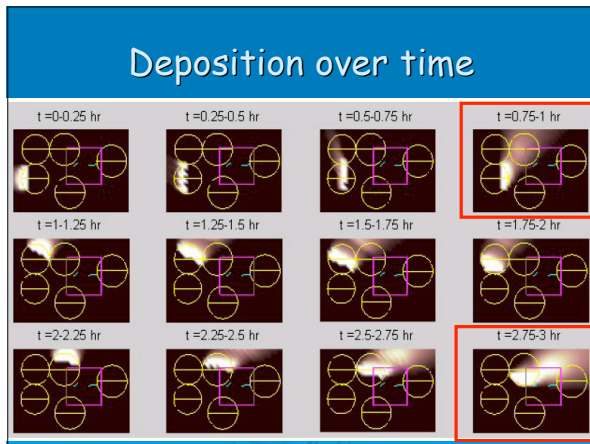 Deposition over time
t =0-0.25 hr
t =0.25-0.5 hr
t =0.5-0.75 hr
t =0.75-1 hr
t =1-1.25 hr
t =1.25-1.5 hr
t =1.5-1.75 hr
t =1.75-2 hr
t =2-2.25 hr
t =2.25-2.5 hr
t =2.5-2.75 hr
t =2.75-3 hr